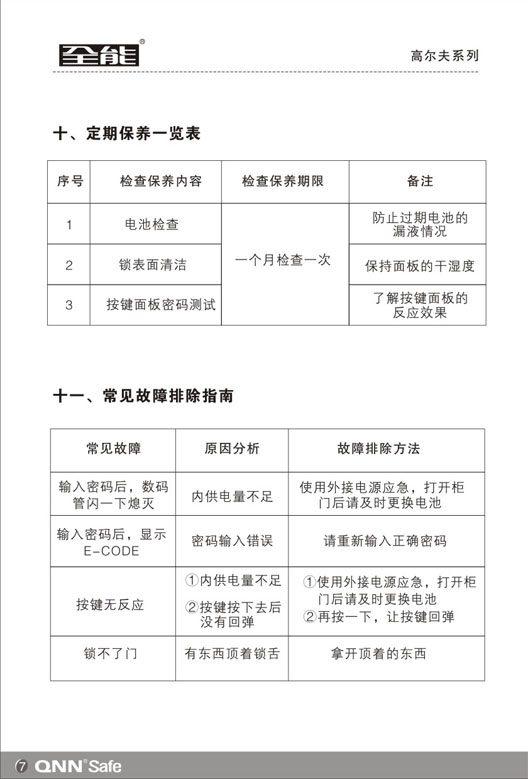 全能®
高尔夫系列
十、定期保养一览表
序号 检查保养内容 检查保养期限 备注
1 电池检查 一个月检查一次 防止过期电池的
漏液情况
2 锁表面清洁 保持面板的干湿度
3 按键面板密码测试 了解按键面板的
反应效果
十一、常见故障排除指南
常见故障 原因分析 故障排除方法
输入密码后，数码
管闪一下熄灭
内供电量不足
使用外接电源应急，打开柜
门后请及时更换电池
输入密码后，显示
E-CODE
密码输入错误
请重新输入正确密码
按键无反应
①内供电量不足
②按键按下去后
没有回弹
①使用外接电源应急，打开柜
门后请及时更换电池
②再按一下，让按键回弹
锁不了门 有东西顶着锁舌 拿开顶着的东西
7 QNN® Safe